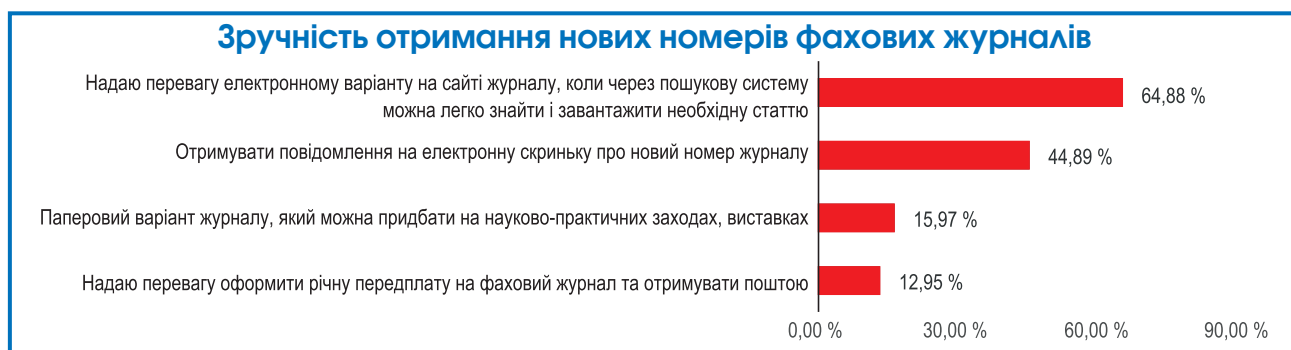 Зручність отримання нових номерів фахових журналів
Надаю перевагу електронному варіанту на сайті журналу, коли через пошукову систему
можна легко знайти і завантажити необхідну статтю
64,88 %
Отримувати повідомлення на електронну скриньку про новий номер журналу
44,89 %
Паперовий варіант журналу, який можна придбати на науково-практичних заходах, виставках
15,97 %
Надаю перевагу оформити річну передплату на фаховий журнал та отримувати поштою
12,95 %
0,00 % 30,00 % 60,00 % 90,00 %